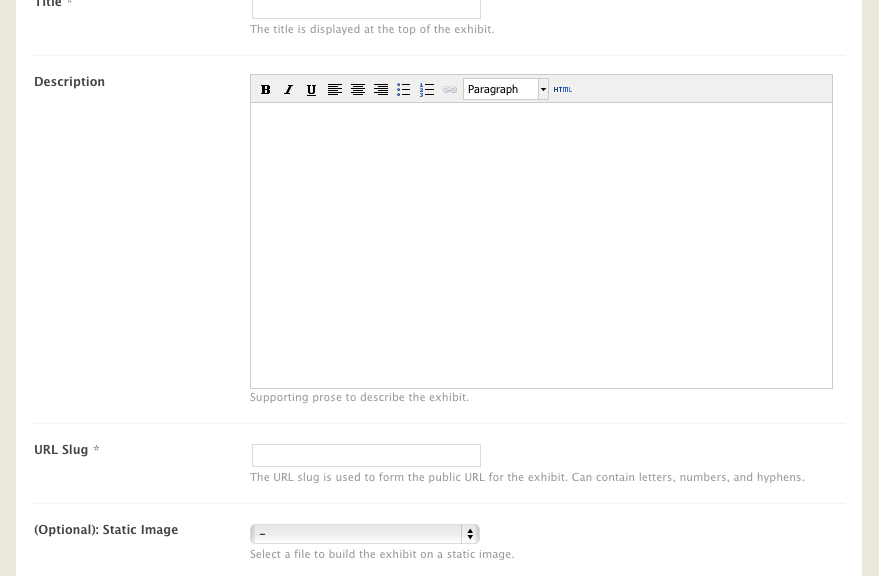 Title *
The title is displayed at the top of the exhibit.
Description
B I U Paragraph HTML
Supporting prose to describe the exhibit.
URL Slug *
The URL slug is used to form the public URL for the exhibit. Can contain letters, numbers, and hyphens.
(Optional): Static Image
–
Select a file to build the exhibit on a static image.